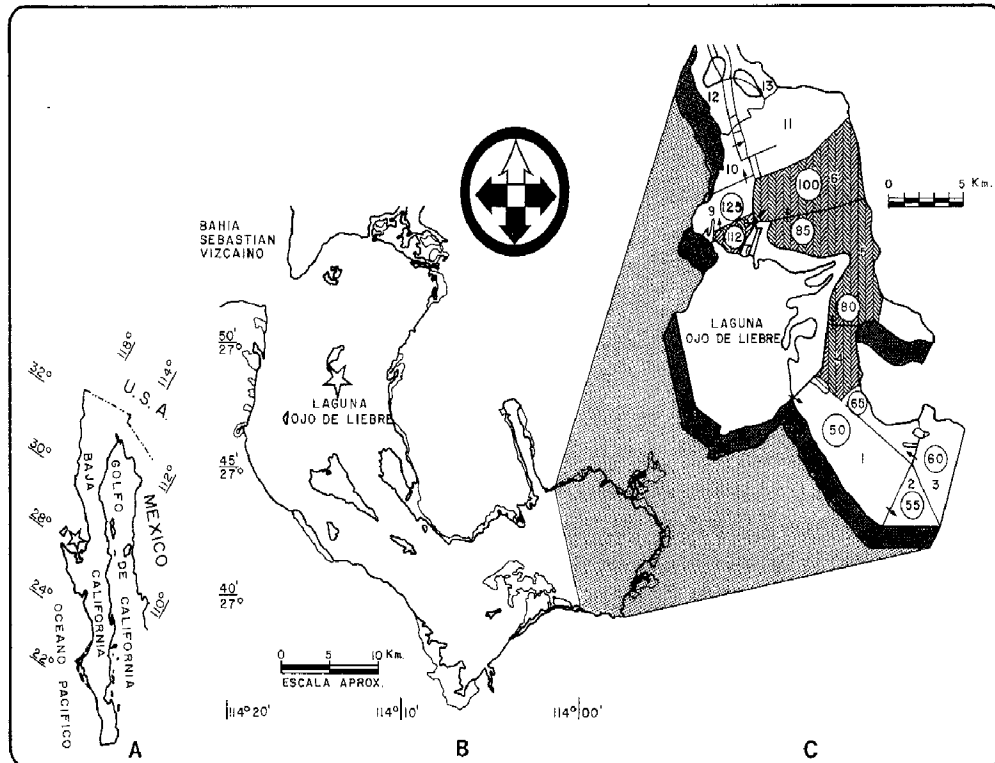 118°
114°
32°
U.S.A.
30°
BAJA
GOLFO
112°
MEXICO
28°
DE
CALIFORNIA
CALIFORNIA
24°
110°
22°
OCEANO PACIFICO
A
BAHIA
SEBASTIAN
VIZCAINO
50'
27°
LAGUNA
OJO DE LIEBRE
45'
27°
40'
27°
0 5 10 Km.
ESCALA APROX.
114° 20'
114° 10'
114° 00'
B
12
13
11
10
100
6
0 5 Km.
9
125
112
85
LAGUNA
OJO DE LIEBRE
80
4
65
50
1
60
2
3
55
C